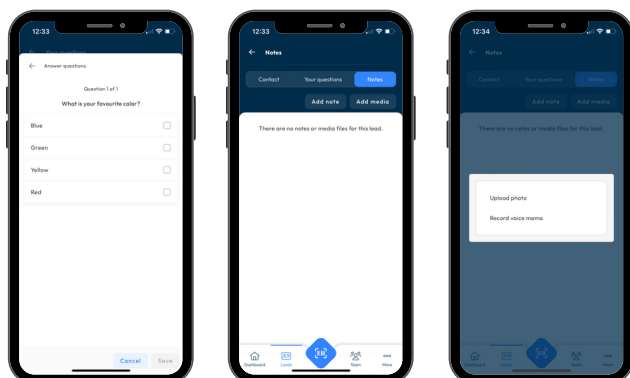 12:33
Your questions
Answer questions
Question 1 of 1
What is your favourite color?
Blue
Green
Yellow
Red
Cancel Save
12:33
Notes
Contact Your questions Notes
Add note Add media
There are no notes or media files for this lead.
Dashboard Leads Team More
12:34
Notes
Contact Your questions Notes
Add note Add media
There are no notes or media files for this lead.
Upload photo
Record voice memo
Dashboard Leads Team More